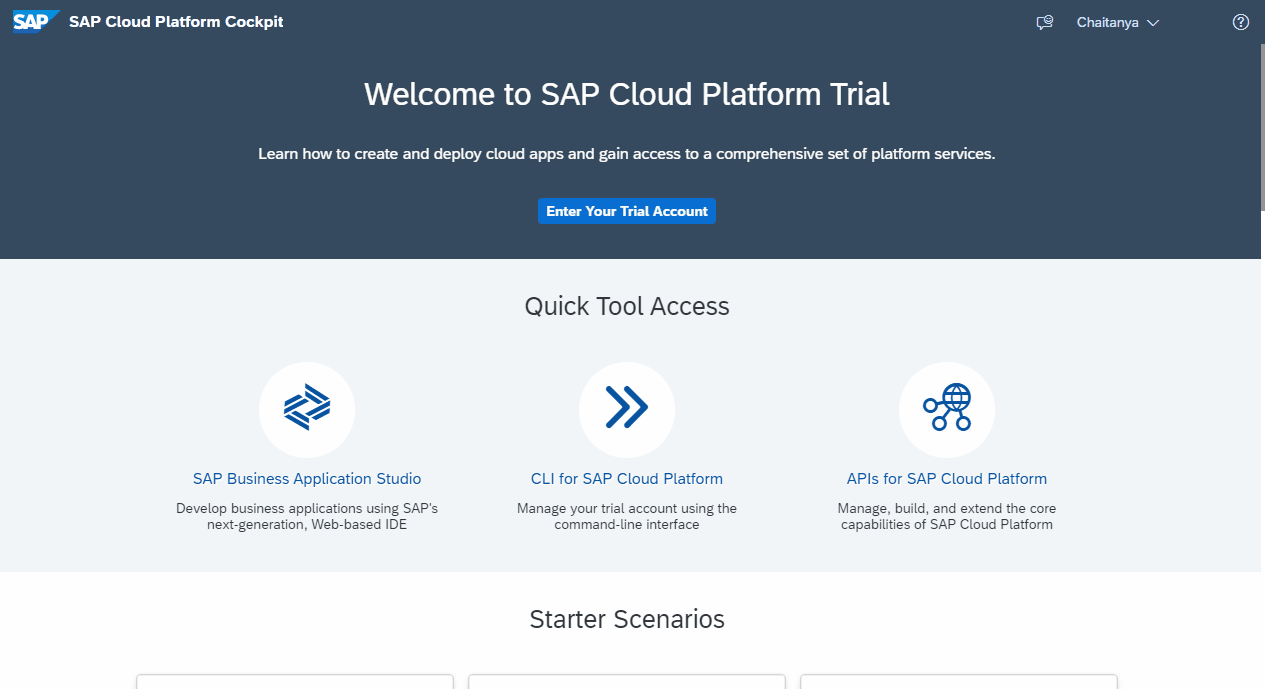 SAP SAP Cloud Platform Cockpit Chaitanya
Welcome to SAP Cloud Platform Trial
Learn how to create and deploy cloud apps and gain access to a comprehensive set of platform services.
Enter Your Trial Account
Quick Tool Access
SAP Business Application Studio
Develop business applications using SAP's
next-generation, Web-based IDE
CLI for SAP Cloud Platform
Manage your trial account using the
command-line interface
APIs for SAP Cloud Platform
Manage, build, and extend the core
capabilities of SAP Cloud Platform
Starter Scenarios